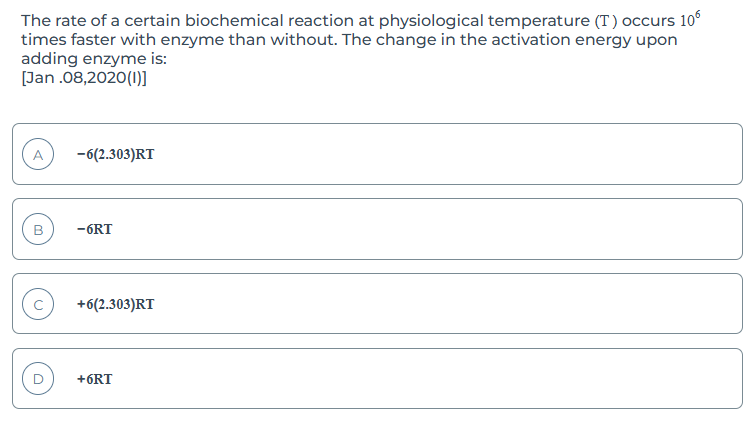 The rate of a certain biochemical reaction at physiological temperature (T) occurs 10⁶
times faster with enzyme than without. The change in the activation energy upon
adding enzyme is:
[Jan .08,2020(I)]
A −6(2.303)RT
B −6RT
C +6(2.303)RT
D +6RT